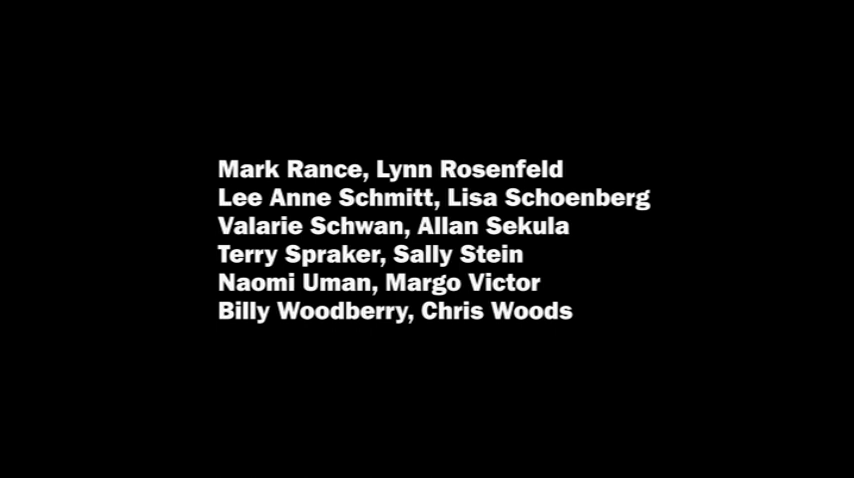 Mark Rance, Lynn Rosenfeld
Lee Anne Schmitt, Lisa Schoenberg
Valarie Schwan, Allan Sekula
Terry Spraker, Sally Stein
Naomi Uman, Margo Victor
Billy Woodberry, Chris Woods